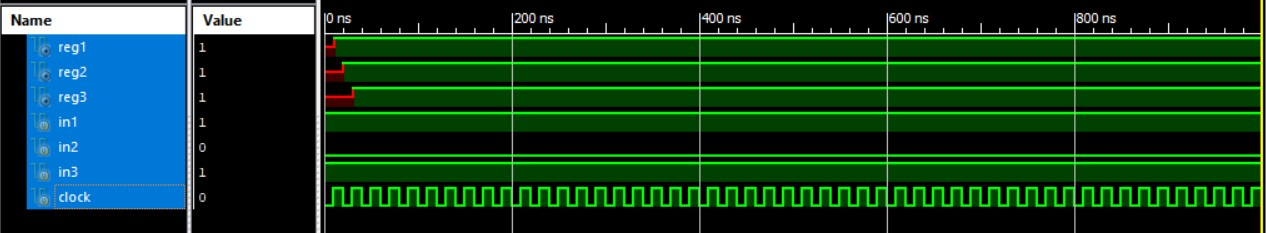 Name Value 0 ns 200 ns 400 ns 600 ns 800 ns
reg1 1
reg2 1
reg3 1
in1 1
in2 0
in3 1
clock 0